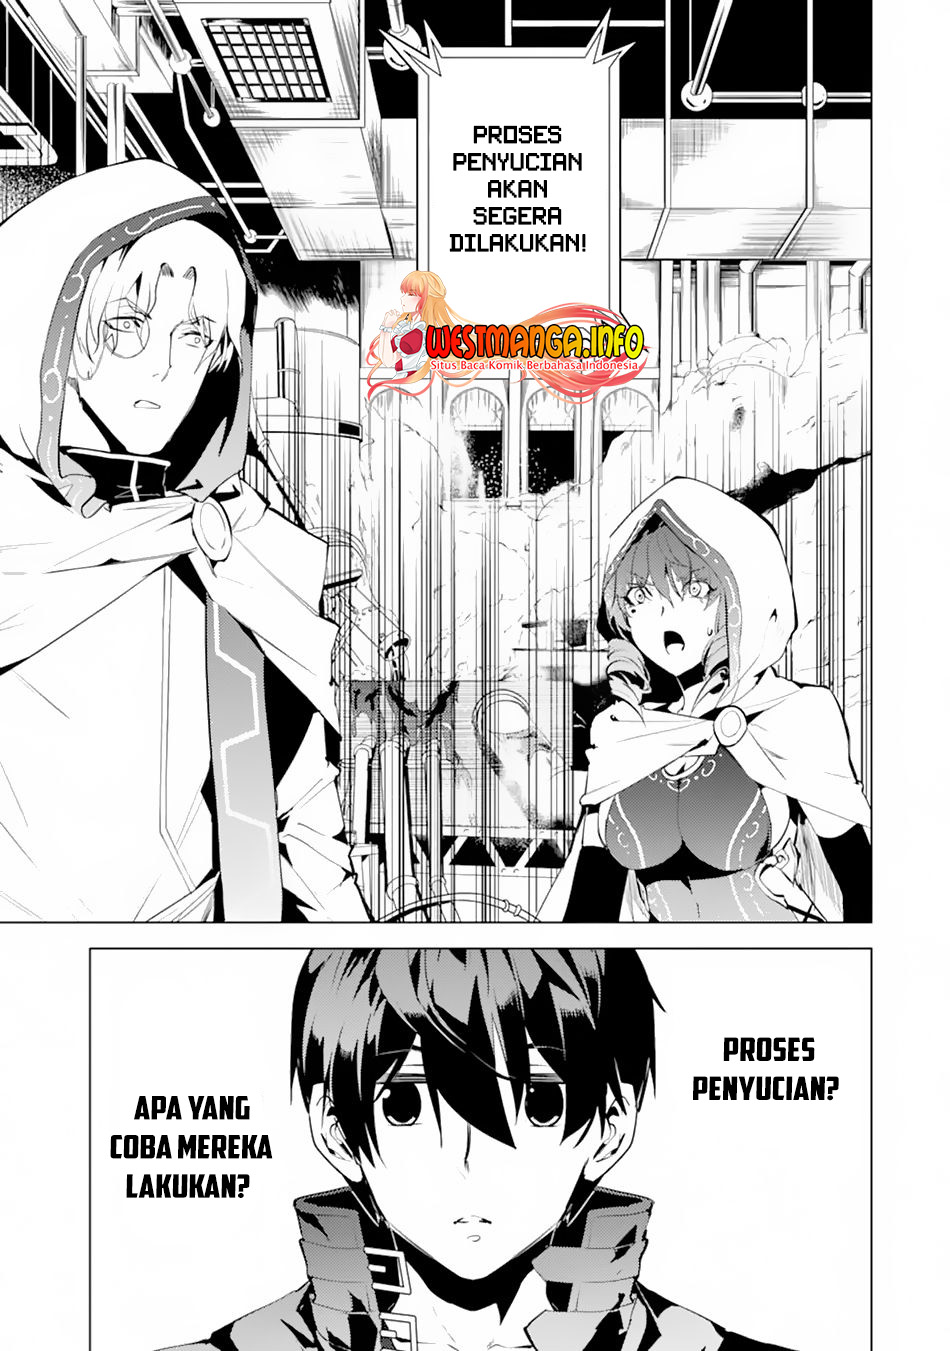 PROSES
PENYUCIAN
AKAN
SEGERA
DILAKUKAN!
WESTMANGA.INFO
Situs Baca Komik Berbahasa Indonesia
PROSES
PENYUCIAN?
APA YANG
COBA MEREKA
LAKUKAN?